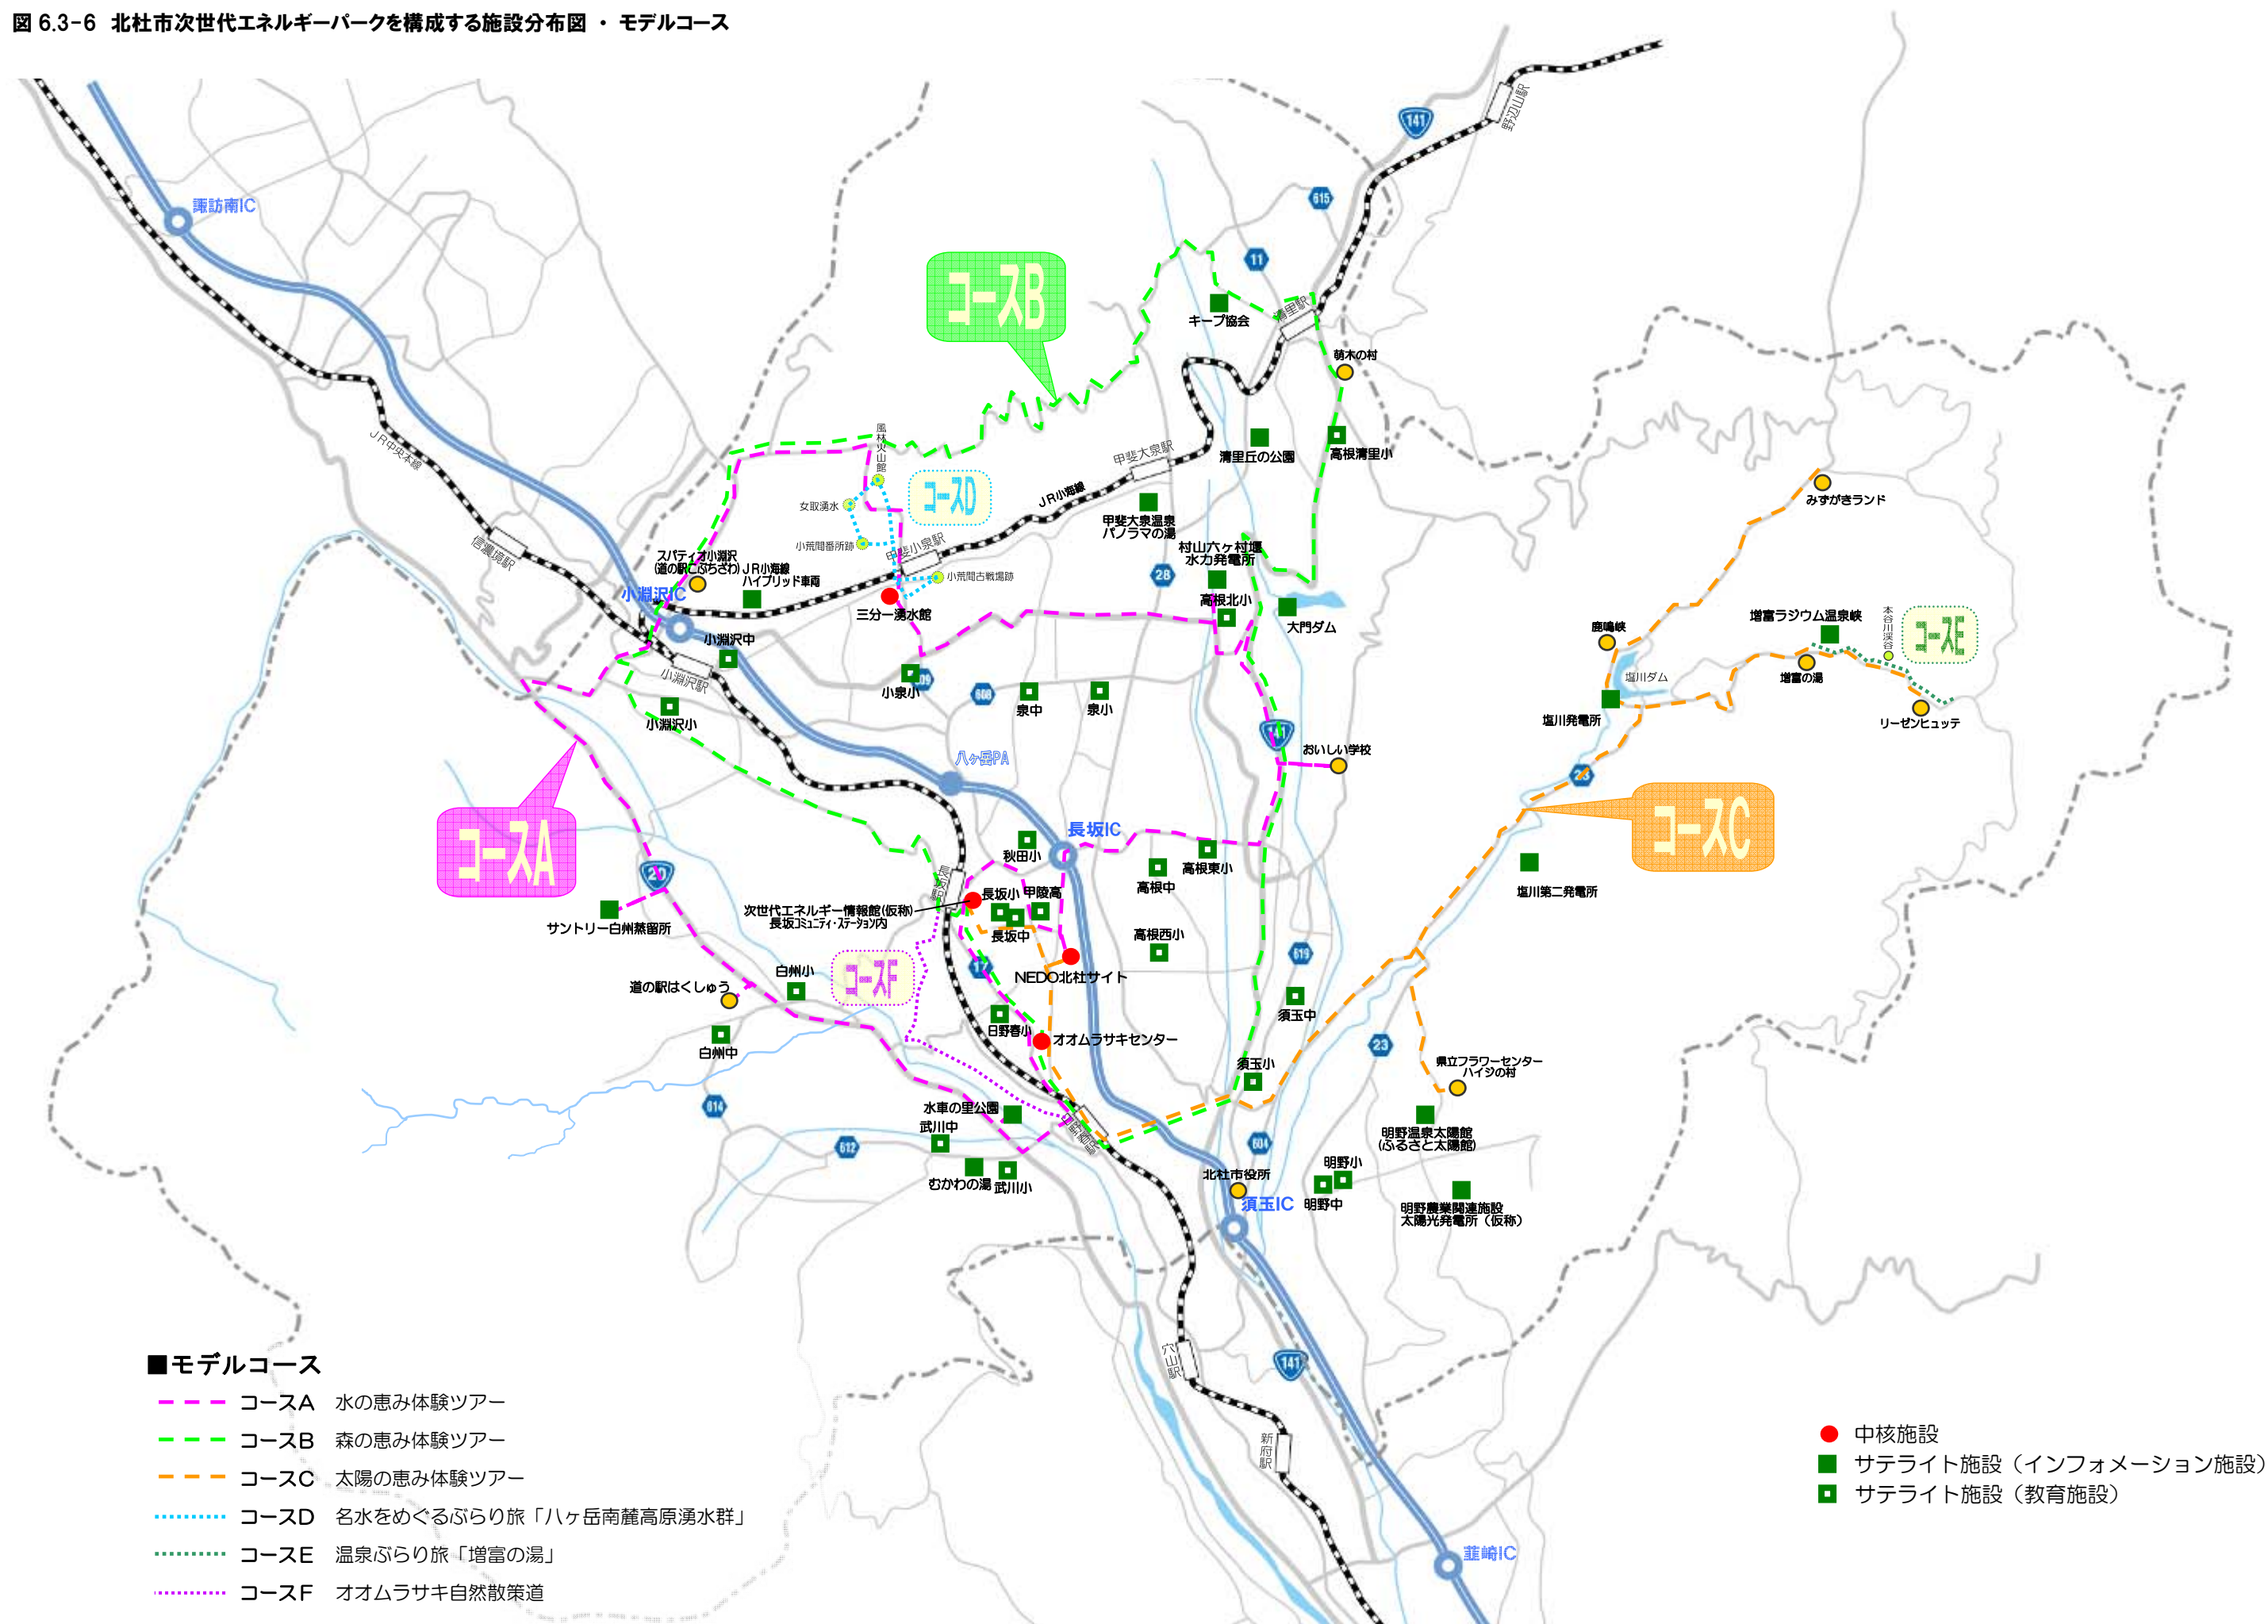 図 6.3-6 北杜市次世代エネルギーパークを構成する施設分布図 ・ モデルコース
野辺山駅
141
諏訪南IC
615
11
コースB
清里駅
キープ協会
萌木の村
JR中央本線
風林火山館
清里丘の公園
高根清里小
甲斐大泉駅
コースD
JR小海線
女取湧水
みずがきランド
甲斐大泉温泉
パノラマの湯
信濃境駅
小荒間番所跡
甲斐小泉駅
村山六ヶ村堰
水力発電所
スパティオ小淵沢
(道の駅こぶちざわ)
JR小海線
ハイブリッド車両
小荒間古戦場跡
28
小淵沢IC
三分一湧水館
高根北小
大門ダム
増富ラジウム温泉峡
本谷川渓谷
コースE
鹿鳴峡
小淵沢中
小淵沢駅
小泉小
608
泉中
泉小
塩川ダム
増富の湯
小淵沢小
塩川発電所
リーゼンヒュッテ
おいしい学校
八ヶ岳PA
23
コースA
コースC
長坂IC
秋田小
高根東小
高根中
20
塩川第二発電所
長坂駅
長坂小
甲陵高
次世代エネルギー情報館(仮称)
長坂コミュニティ・ステーション内
サントリー白州蒸留所
長坂中
高根西小
619
コースF
白州小
17
NEDO北杜サイト
道の駅はくしゅう
須玉中
日野春小
オオムラサキセンター
白州中
23
須玉小
県立フラワーセンター
ハイジの村
614
水車の里公園
武川中
日野春駅
612
604
明野温泉太陽館
(ふるさと太陽館)
むかわの湯
武川小
北杜市役所
明野小
明野中
須玉IC
明野農業関連施設
太陽光発電所（仮称）
穴山駅
141
新府駅
韮崎IC
■モデルコース
コースA 水の恵み体験ツアー
コースB 森の恵み体験ツアー
コースC 太陽の恵み体験ツアー
コースD 名水をめぐるぶらり旅「八ヶ岳南麓高原湧水群」
コースE 温泉ぶらり旅「増富の湯」
コースF オオムラサキ自然散策道
中核施設
サテライト施設（インフォメーション施設）
サテライト施設（教育施設）